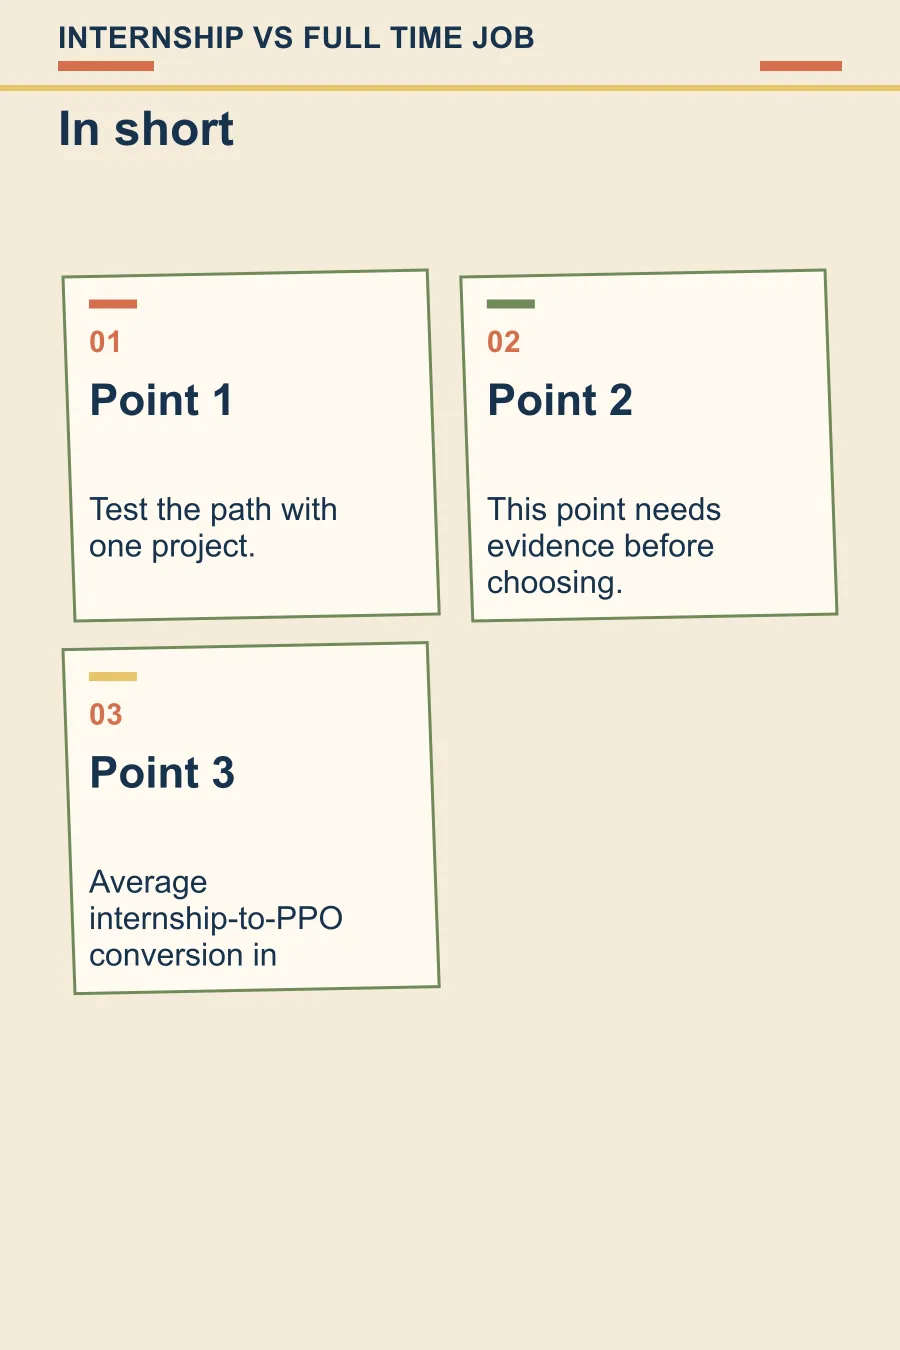 INTERNSHIP VS FULL TIME JOB
In short
01
Point 1
Test the path with
one project.
02
Point 2
This point needs
evidence before
choosing.
03
Point 3
Average
internship-to-PPO
conversion in